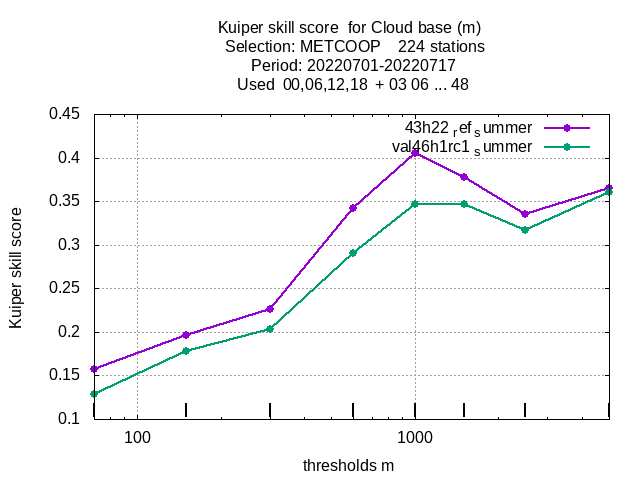 Kuiper skill score  for Cloud base (m)
Selection: METCOOP    224 stations
Period: 20220701-20220717
Used  00,06,12,18  + 03 06 ... 48
43h22 ref summer
val46h1rc1 summer
0.45
0.4
0.35
0.3
0.25
0.2
0.15
0.1
Kuiper skill score
100
1000
thresholds m